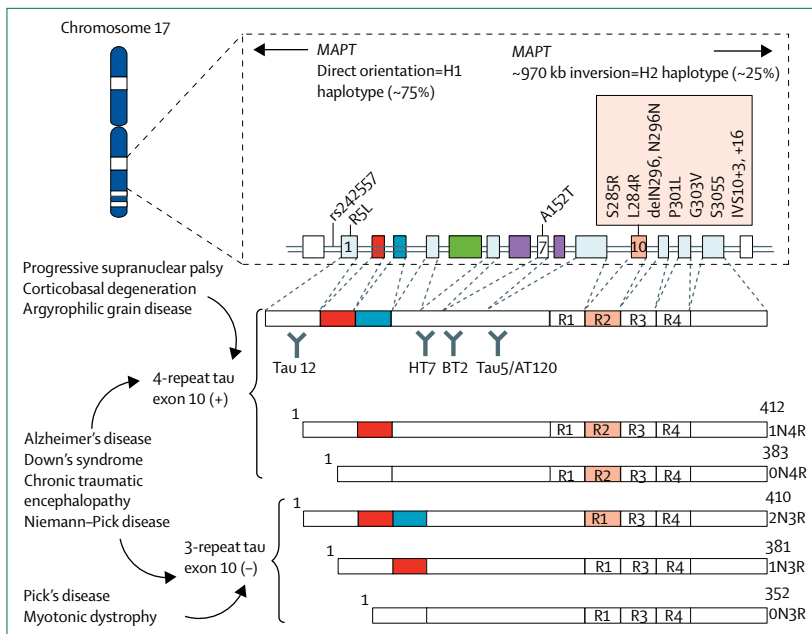 Chromosome 17
MAPT
Direct orientation=H1
haplotype (~75%)
MAPT
~970 kb inversion=H2 haplotype (~25%)
rs242557
R5L
A152T
S285R
L284R
delN296, N296N
P301L
G303V
S3055
IVS10+3, +16
1
7
10
Progressive supranuclear palsy
Corticobasal degeneration
Argyrophilic grain disease
R1 R2 R3 R4
Tau 12
HT7 BT2 Tau5/AT120
4-repeat tau
exon 10 (+)
1
412
R1 R2 R3 R4
1N4R
Alzheimer's disease
Down's syndrome
Chronic traumatic
encephalopathy
Niemann–Pick disease
1
383
R1 R2 R3 R4
0N4R
1
410
R1 R3 R4
2N3R
3-repeat tau
exon 10 (–)
1
381
R1 R3 R4
1N3R
Pick's disease
Myotonic dystrophy
1
352
R1 R3 R4
0N3R